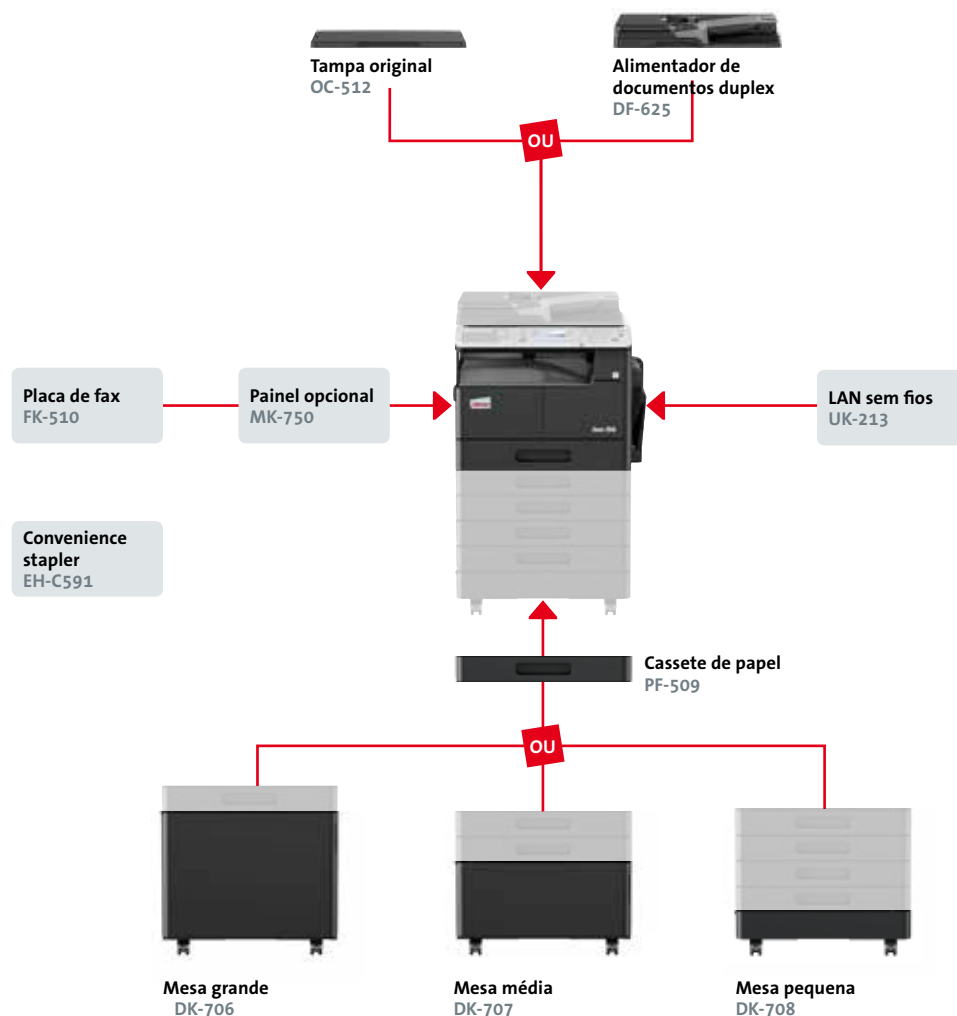 Tampa original
OC-512
Alimentador de
documentos duplex
DF-625
OU
Placa de fax
FK-510
Painel opcional
MK-750
LAN sem fios
UK-213
Convenience
stapler
EH-C591
Cassete de papel
PF-509
OU
Mesa grande
DK-706
Mesa média
DK-707
Mesa pequena
DK-708